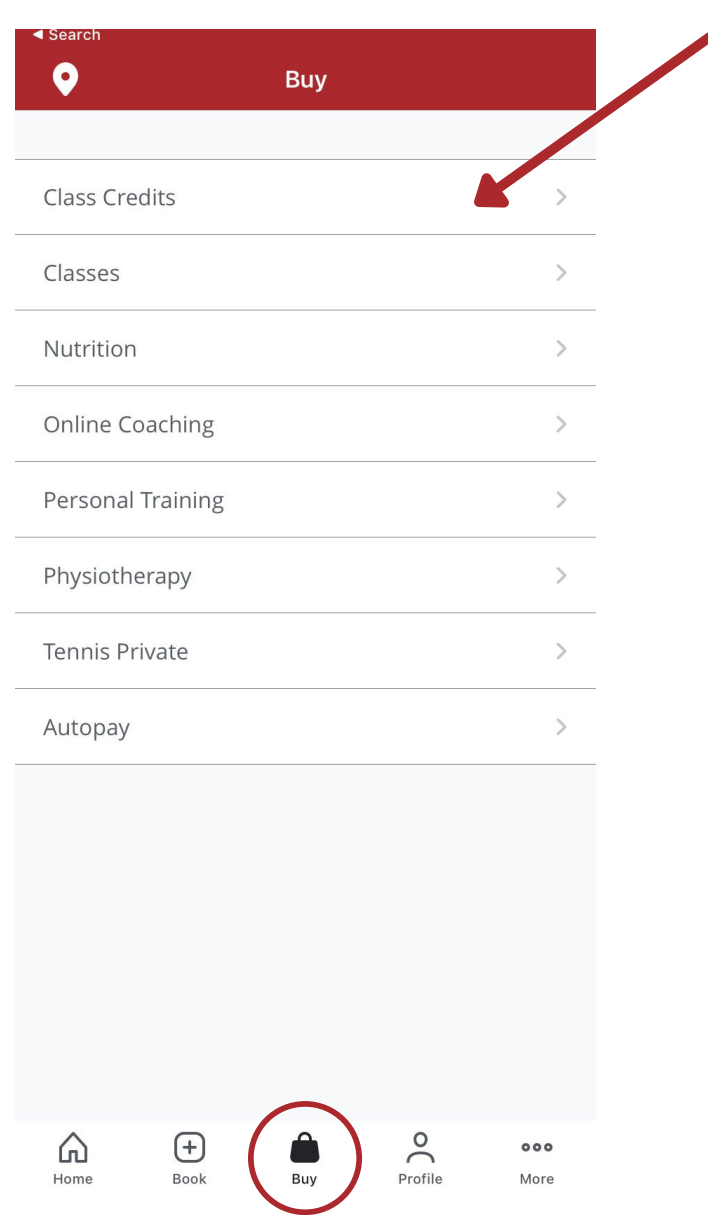 Search
Buy
Class Credits
Classes
Nutrition
Online Coaching
Personal Training
Physiotherapy
Tennis Private
Autopay
Home Book Buy Profile More